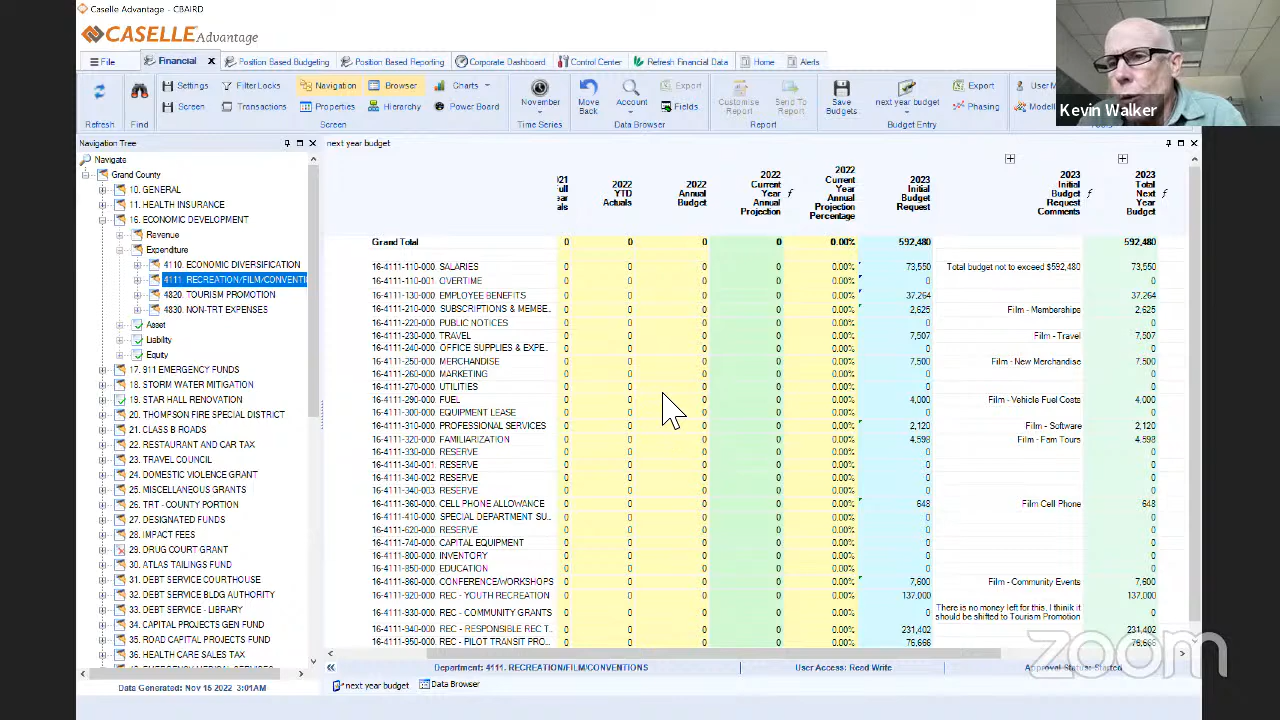 Caselle Advantage - CBAIRD
CASELLE Advantage
File Financial X Position Based Budgeting Position Based Reporting Corporate Dashboard Control Center Refresh Financial Data Home Alerts
Settings Filter Locks Navigation Browser Charts Export Export User M
Screen Transactions Properties Hierarchy Power Board Fields Phasing Modelli
Refresh Find November Move Back Account Customise Report Send To Report Save Budgets next year budget
Screen Time Series Data Browser Report Budget Entry Tools
Kevin Walker
Navigation Tree
Navigate
Grand County
10. GENERAL
11. HEALTH INSURANCE
16. ECONOMIC DEVELOPMENT
Revenue
Expenditure
4110. ECONOMIC DIVERSIFICATION
4111. RECREATION/FILM/CONVENTI
4820. TOURISM PROMOTION
4830. NON-TRT EXPENSES
Asset
Liability
Equity
17. 911 EMERGENCY FUNDS
18. STORM WATER MITIGATION
19. STAR HALL RENOVATION
20. THOMPSON FIRE SPECIAL DISTRICT
21. CLASS B ROADS
22. RESTAURANT AND CAR TAX
23. TRAVEL COUNCIL
24. DOMESTIC VIOLENCE GRANT
25. MISCELLANEOUS GRANTS
26. TRT - COUNTY PORTION
27. DESIGNATED FUNDS
28. IMPACT FEES
29. DRUG COURT GRANT
30. ATLAS TAILINGS FUND
31. DEBT SERVICE COURTHOUSE
32. DEBT SERVICE BLDG AUTHORITY
33. DEBT SERVICE - LIBRARY
34. CAPITAL PROJECTS GEN FUND
35. ROAD CAPITAL PROJECTS FUND
36. HEALTH CARE SALES TAX
Data Generated: Nov 15 2022 3:01AM
next year budget
2022 YTD Actuals
2022 Annual Budget
2022 Current Year Annual Projection
2022 Current Year Annual Projection Percentage
2023 Initial Budget Request
2023 Initial Budget Request Comments
2023 Total Next Year Budget
Grand Total 0 0 0 0 0.00% 592,480 592,480
16-4111-110-000. SALARIES 0 0 0 0 0.00% 73,550 Total budget not to exceed $592,480 73,550
16-4111-110-001. OVERTIME 0 0 0 0 0.00% 0 0
16-4111-130-000. EMPLOYEE BENEFITS 0 0 0 0 0.00% 37,264 37,264
16-4111-210-000. SUBSCRIPTIONS & MEMBE... 0 0 0 0 0.00% 2,625 Film - Memberships 2,625
16-4111-220-000. PUBLIC NOTICES 0 0 0 0 0.00% 0 0
16-4111-230-000. TRAVEL 0 0 0 0 0.00% 7,507 Film - Travel 7,507
16-4111-240-000. OFFICE SUPPLIES & EXPE... 0 0 0 0 0.00% 0 0
16-4111-250-000. MERCHANDISE 0 0 0 0 0.00% 7,500 Film - New Merchandise 7,500
16-4111-260-000. MARKETING 0 0 0 0 0.00% 0 0
16-4111-270-000. UTILITIES 0 0 0 0 0.00% 0 0
16-4111-290-000. FUEL 0 0 0 0 0.00% 4,000 Film - Vehicle Fuel Costs 4,000
16-4111-300-000. EQUIPMENT LEASE 0 0 0 0 0.00% 0 0
16-4111-310-000. PROFESSIONAL SERVICES 0 0 0 0 0.00% 2,120 Film - Software 2,120
16-4111-320-000. FAMILIARIZATION 0 0 0 0 0.00% 4,598 Film - Fam Tours 4,598
16-4111-330-000. RESERVE 0 0 0 0 0.00% 0 0
16-4111-340-001. RESERVE 0 0 0 0 0.00% 0 0
16-4111-340-002. RESERVE 0 0 0 0 0.00% 0 0
16-4111-340-003. RESERVE 0 0 0 0 0.00% 0 0
16-4111-360-000. CELL PHONE ALLOWANCE 0 0 0 0 0.00% 648 Film Cell Phone 648
16-4111-410-000. SPECIAL DEPARTMENT SU... 0 0 0 0 0.00% 0 0
16-4111-620-000. RESERVE 0 0 0 0 0.00% 0 0
16-4111-740-000. CAPITAL EQUIPMENT 0 0 0 0 0.00% 0 0
16-4111-800-000. INVENTORY 0 0 0 0 0.00% 0 0
16-4111-850-000. EDUCATION 0 0 0 0 0.00% 0 0
16-4111-860-000. CONFERENCE/WORKSHOPS 0 0 0 0 0.00% 7,600 Film - Community Events 7,600
16-4111-920-000. REC - YOUTH RECREATION 0 0 0 0 0.00% 137,000 137,000
16-4111-930-000. REC - COMMUNITY GRANTS 0 0 0 0 0.00% 0 There is no money left for this. I think it should be shifted to Tourism Promotion 0
16-4111-940-000. REC - RESPONSIBLE REC T... 0 0 0 0 0.00% 231,402 231,402
16-4111-950-000. REC - PILOT TRANSIT PRO... 0 0 0 0 0.00% 76,666 76,666
Department: 4111. RECREATION/FILM/CONVENTIONS User Access: Read Write Approval Status: Started
next year budget Data Browser
zoom